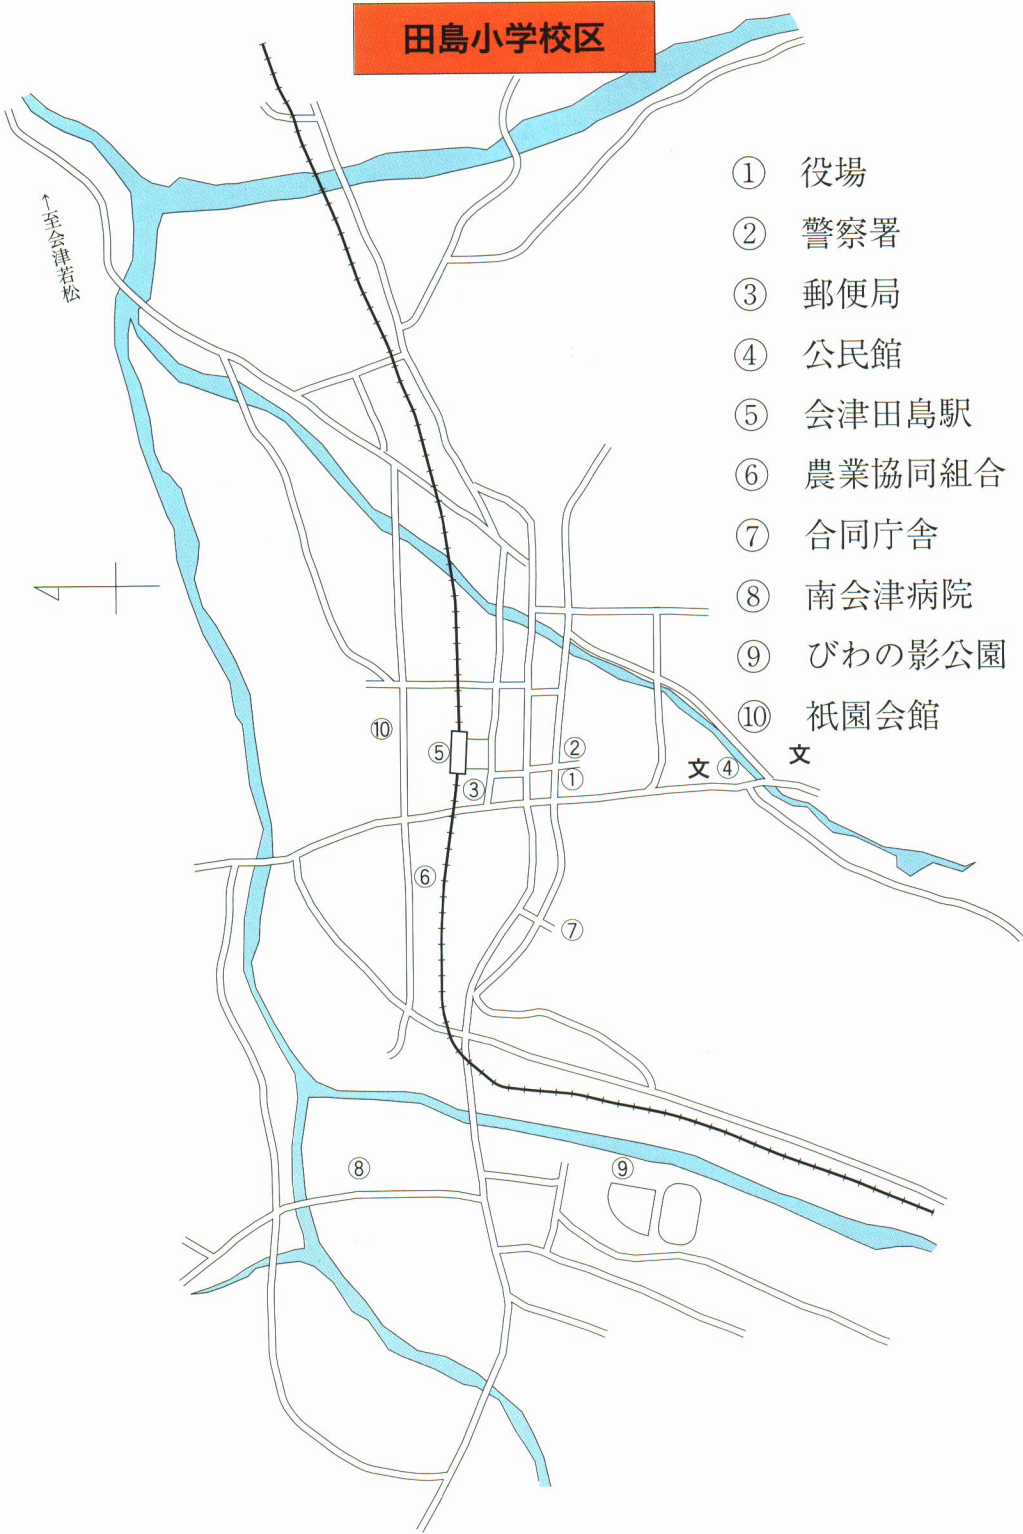 田島小学校区
←至会津若松
① 役場
② 警察署
③ 郵便局
④ 公民館
⑤ 会津田島駅
⑥ 農業協同組合
⑦ 合同庁舎
⑧ 南会津病院
⑨ びわの影公園
⑩ 祇園会館
⑩
⑤
②
③
①
文 ④
文
⑥
⑦
⑧
⑨